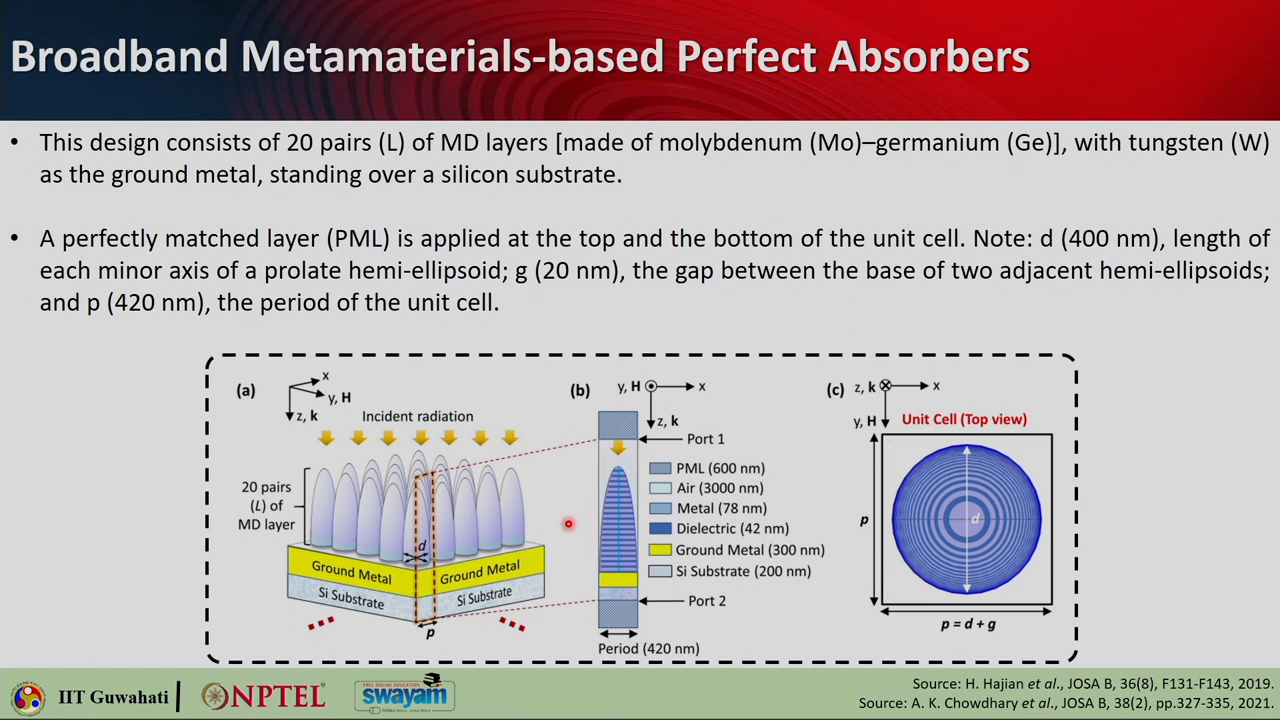 Broadband Metamaterials-based Perfect Absorbers
• This design consists of 20 pairs (L) of MD layers [made of molybdenum (Mo)–germanium (Ge)], with tungsten (W)
as the ground metal, standing over a silicon substrate.
• A perfectly matched layer (PML) is applied at the top and the bottom of the unit cell. Note: d (400 nm), length of
each minor axis of a prolate hemi-ellipsoid; g (20 nm), the gap between the base of two adjacent hemi-ellipsoids;
and p (420 nm), the period of the unit cell.
(a)
x
y, H
z, k
Incident radiation
20 pairs
(L) of
MD layer
d
Ground Metal
Ground Metal
Si Substrate
Si Substrate
p
(b)
y, H
x
z, k
Port 1
PML (600 nm)
Air (3000 nm)
Metal (78 nm)
Dielectric (42 nm)
Ground Metal (300 nm)
Si Substrate (200 nm)
Port 2
Period (420 nm)
(c)
z, k
x
y, H
Unit Cell (Top view)
p
d
p = d + g
IIT Guwahati
NPTEL
FREE ONLINE EDUCATION
swayam
Source: H. Hajian et al., JOSA B, 36(8), F131-F143, 2019.
Source: A. K. Chowdhary et al., JOSA B, 38(2), pp.327-335, 2021.